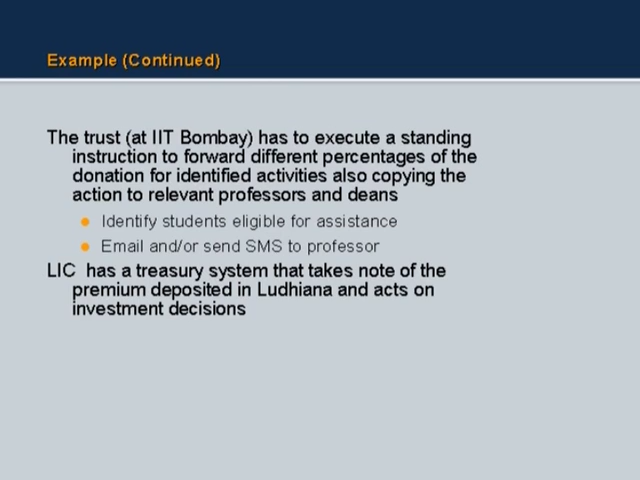 Example (Continued)
The trust (at IIT Bombay) has to execute a standing
instruction to forward different percentages of the
donation for identified activities also copying the
action to relevant professors and deans
Identify students eligible for assistance
Email and/or send SMS to professor
LIC has a treasury system that takes note of the
premium deposited in Ludhiana and acts on
investment decisions